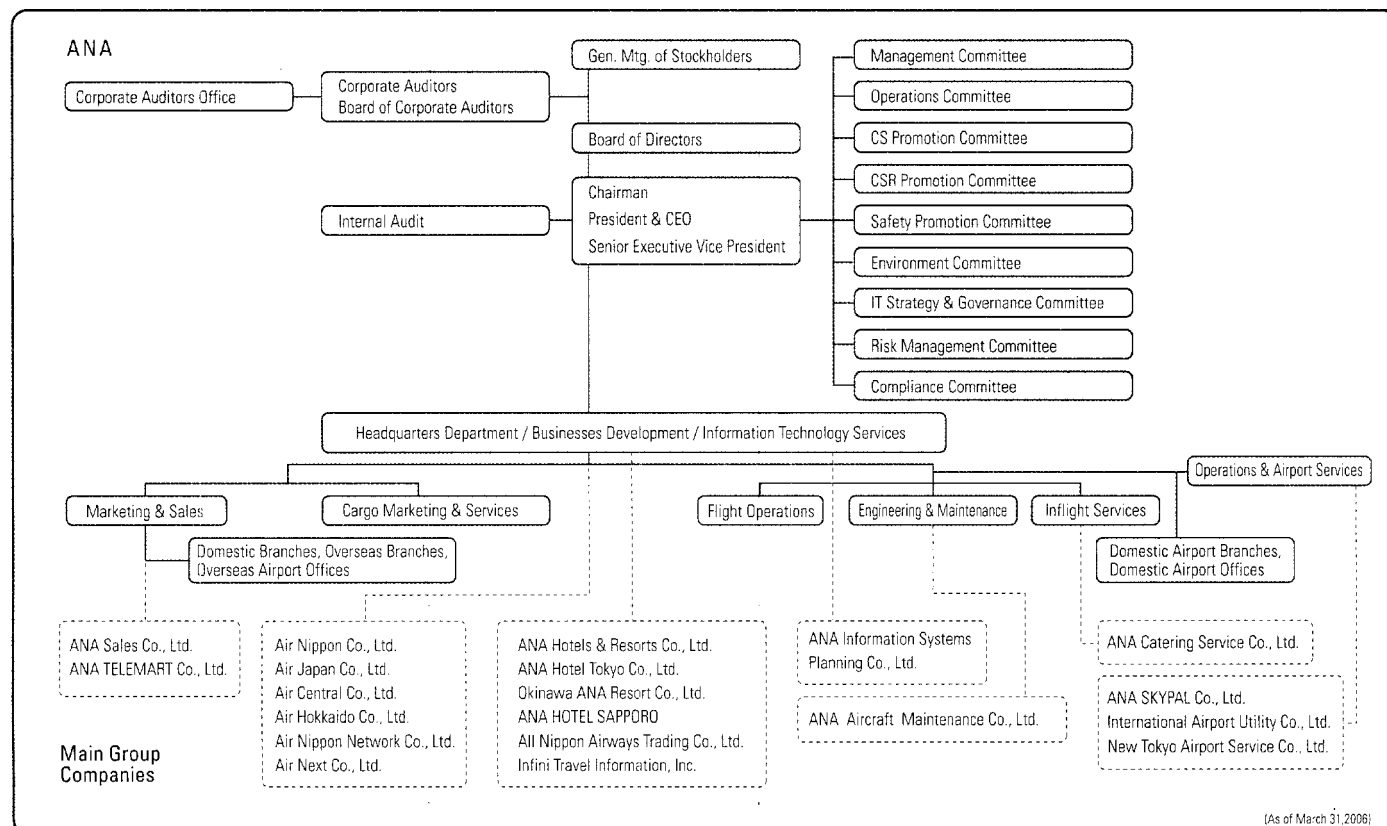 ANA
Gen. Mtg. of Stockholders
Corporate Auditors Office
Corporate Auditors
Board of Corporate Auditors
Board of Directors
Internal Audit
Chairman
President & CEO
Senior Executive Vice President
Management Committee
Operations Committee
CS Promotion Committee
CSR Promotion Committee
Safety Promotion Committee
Environment Committee
IT Strategy & Governance Committee
Risk Management Committee
Compliance Committee
Headquarters Department / Businesses Development / Information Technology Services
Operations & Airport Services
Marketing & Sales
Cargo Marketing & Services
Flight Operations
Engineering & Maintenance
Inflight Services
Domestic Branches, Overseas Branches,
Overseas Airport Offices
Domestic Airport Branches,
Domestic Airport Offices
ANA Sales Co., Ltd.
ANA TELEMART Co., Ltd.
Air Nippon Co., Ltd.
Air Japan Co., Ltd.
Air Central Co., Ltd.
Air Hokkaido Co., Ltd.
Air Nippon Network Co., Ltd.
Air Next Co., Ltd.
ANA Hotels & Resorts Co., Ltd.
ANA Hotel Tokyo Co., Ltd.
Okinawa ANA Resort Co., Ltd.
ANA HOTEL SAPPORO
All Nippon Airways Trading Co., Ltd.
Infini Travel Information, Inc.
ANA Information Systems
Planning Co., Ltd.
ANA Aircraft Maintenance Co., Ltd.
ANA Catering Service Co., Ltd.
ANA SKYPAL Co., Ltd.
International Airport Utility Co., Ltd.
New Tokyo Airport Service Co., Ltd.
Main Group
Companies
(As of March 31,2006)